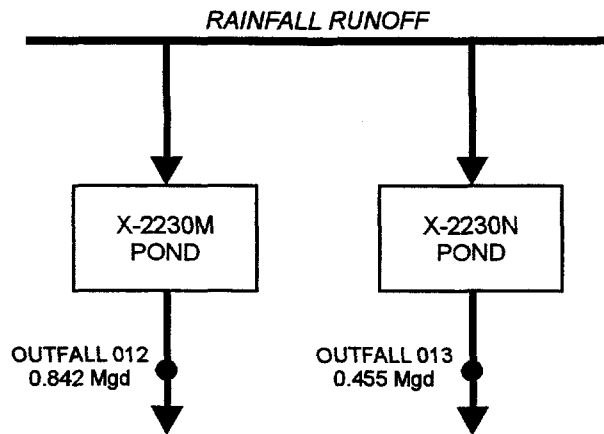 RAINFALL RUNOFF
X-2230M
POND
X-2230N
POND
OUTFALL 012
0.842 Mgd
OUTFALL 013
0.455 Mgd